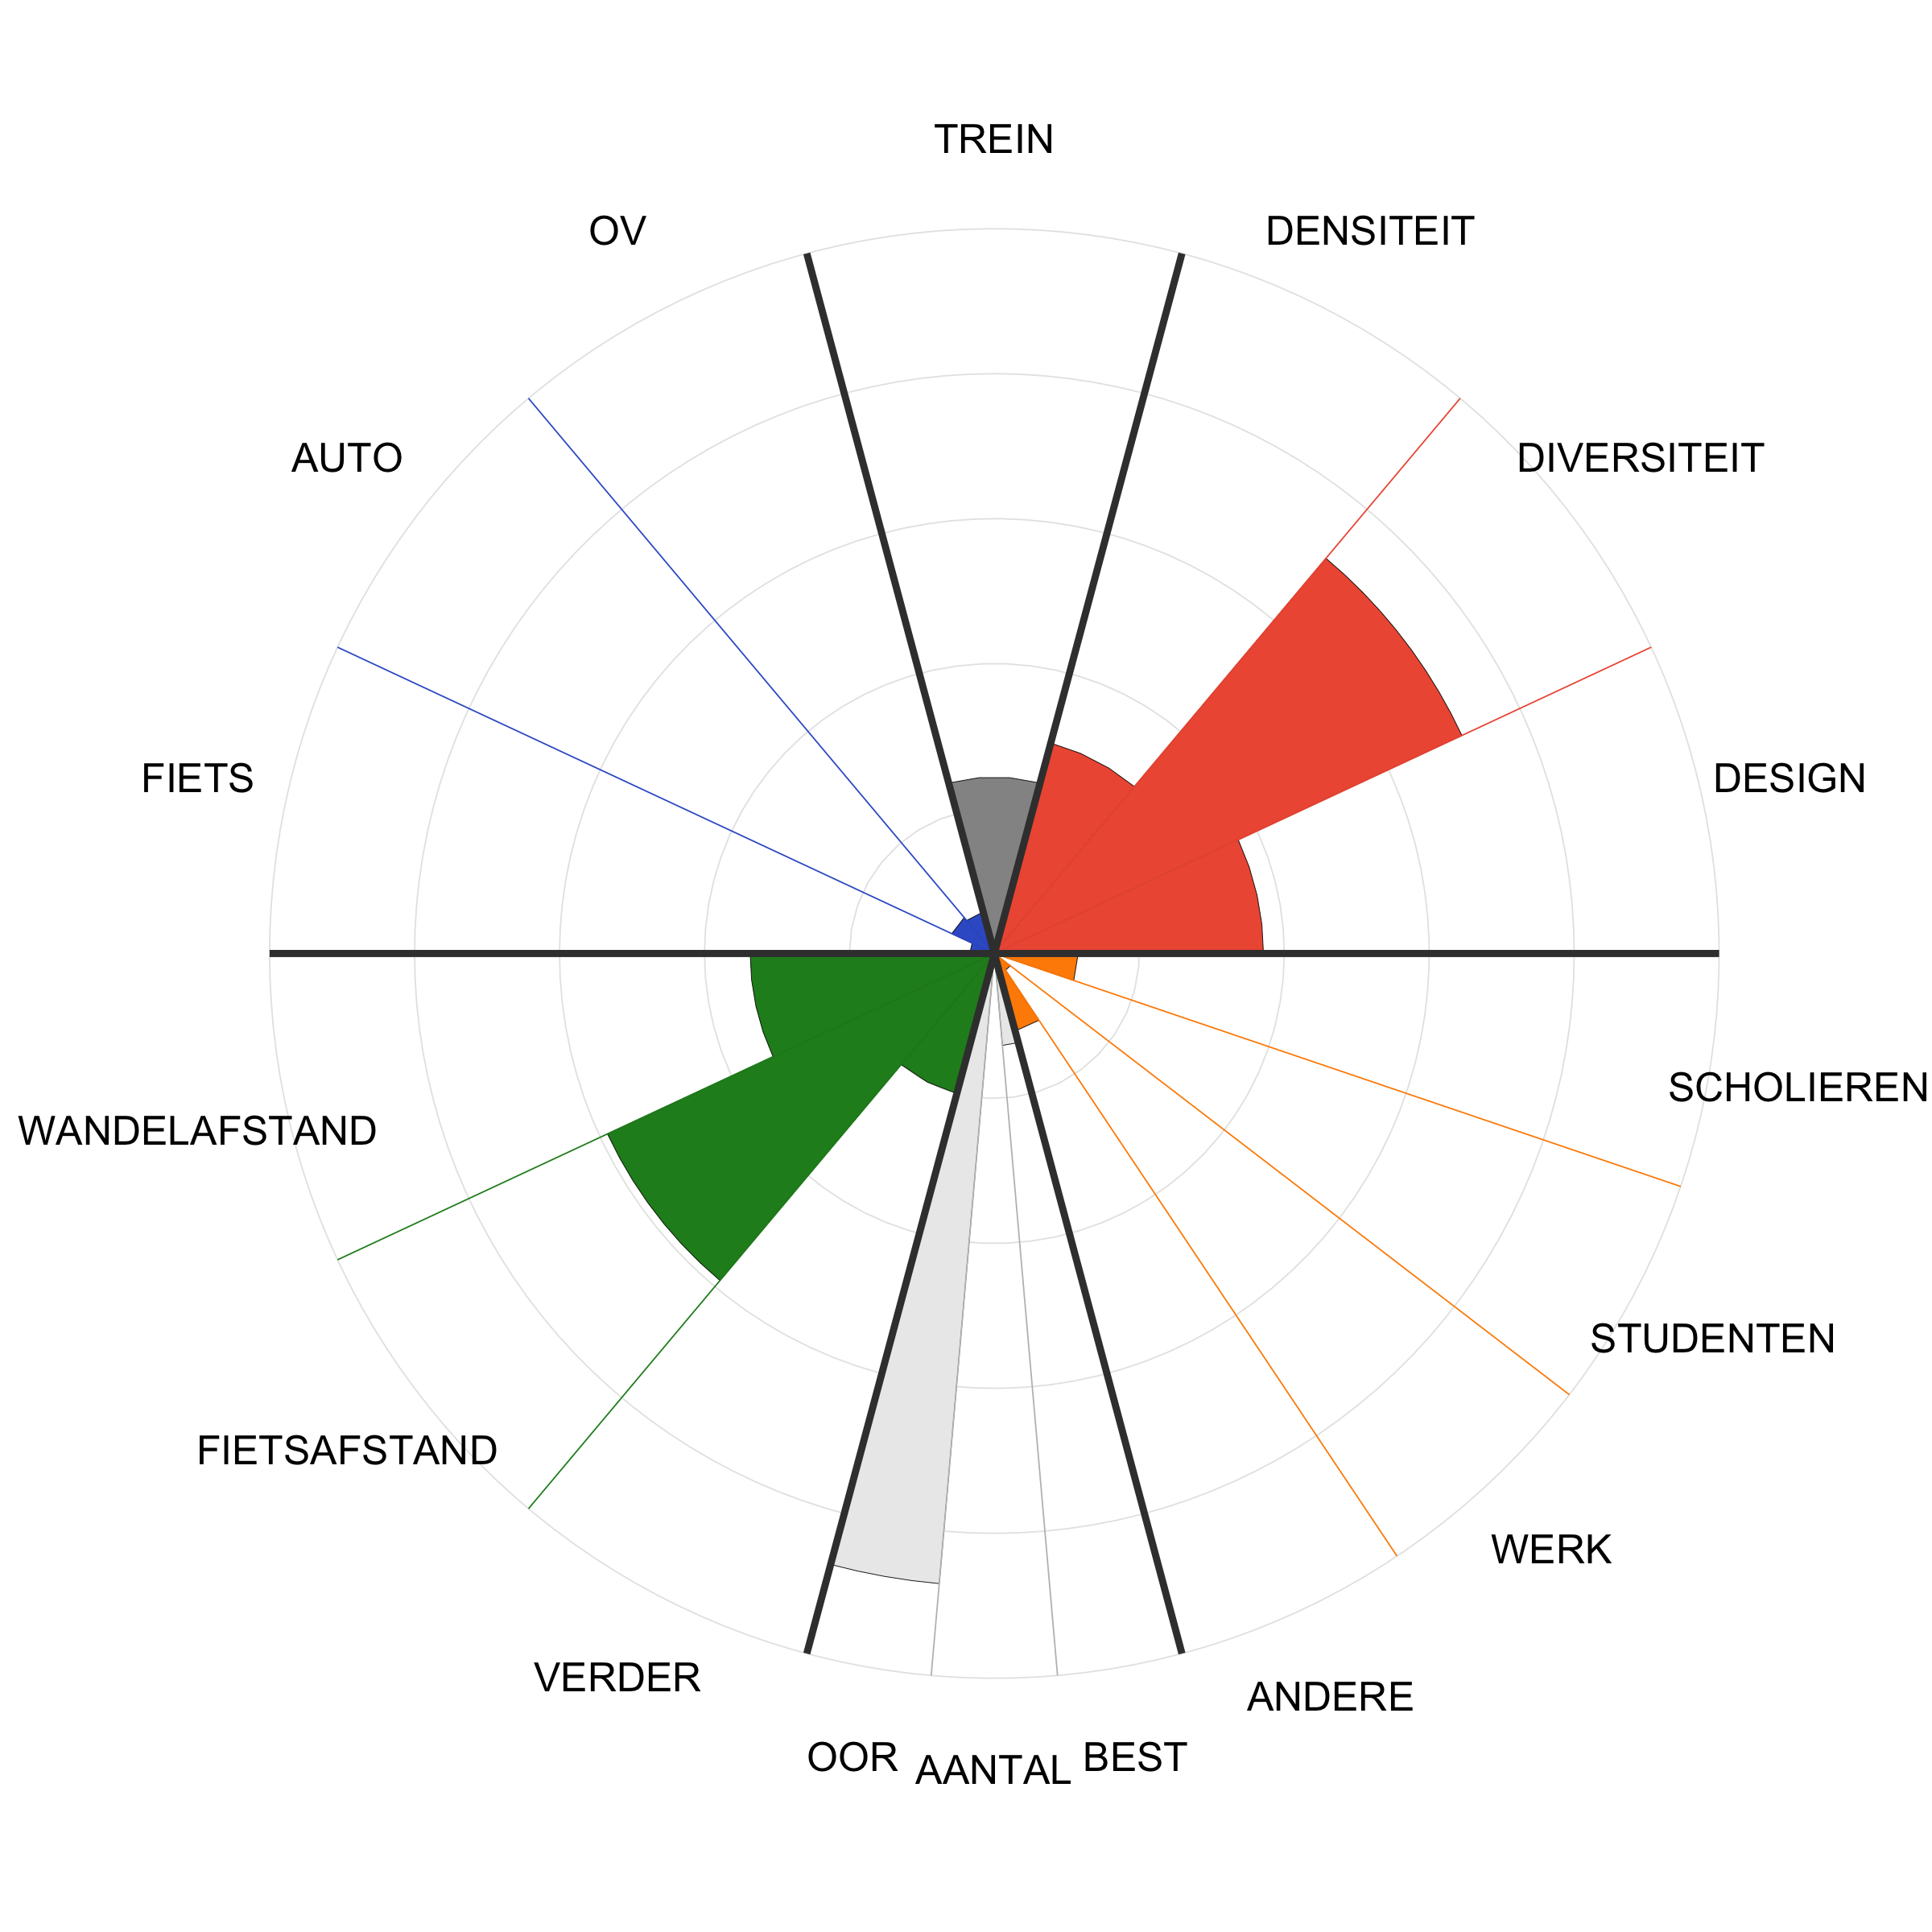 TREIN
OV
DENSITEIT
AUTO
DIVERSITEIT
FIETS
DESIGN
SCHOLIEREN
WANDELAFSTAND
STUDENTEN
FIETSAFSTAND
WERK
VERDER
ANDERE
OOR
AANTAL
BEST